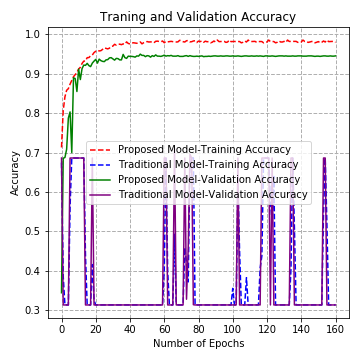 Traning and Validation Accuracy
1.0
0.9
0.8
0.7
0.6
0.5
0.4
0.3
Accuracy
Proposed Model-Training Accuracy
Traditional Model-Training Accuracy
Proposed Model-Validation Accuracy
Traditional Model-Validation Accuracy
0 20 40 60 80 100 120 140 160
Number of Epochs